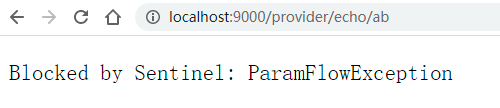 localhost:9000/provider/echo/ab
Blocked by Sentinel: ParamFlowException